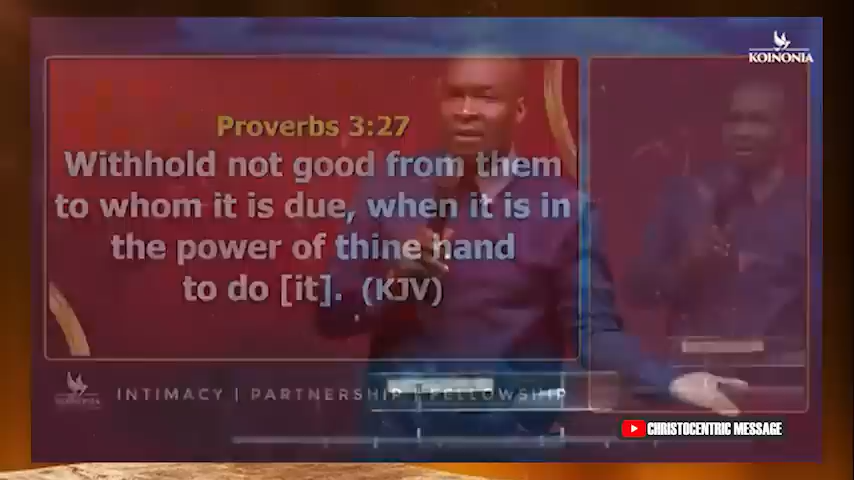 KOINONIA
Proverbs 3:27
Withhold not good from them
to whom it is due, when it is in
the power of thine hand
to do [it]. (KJV)
KOINONIA
INTIMACY | PARTNERSHIP | FELLOWSHIP
CHRISTOCENTRIC MESSAGE